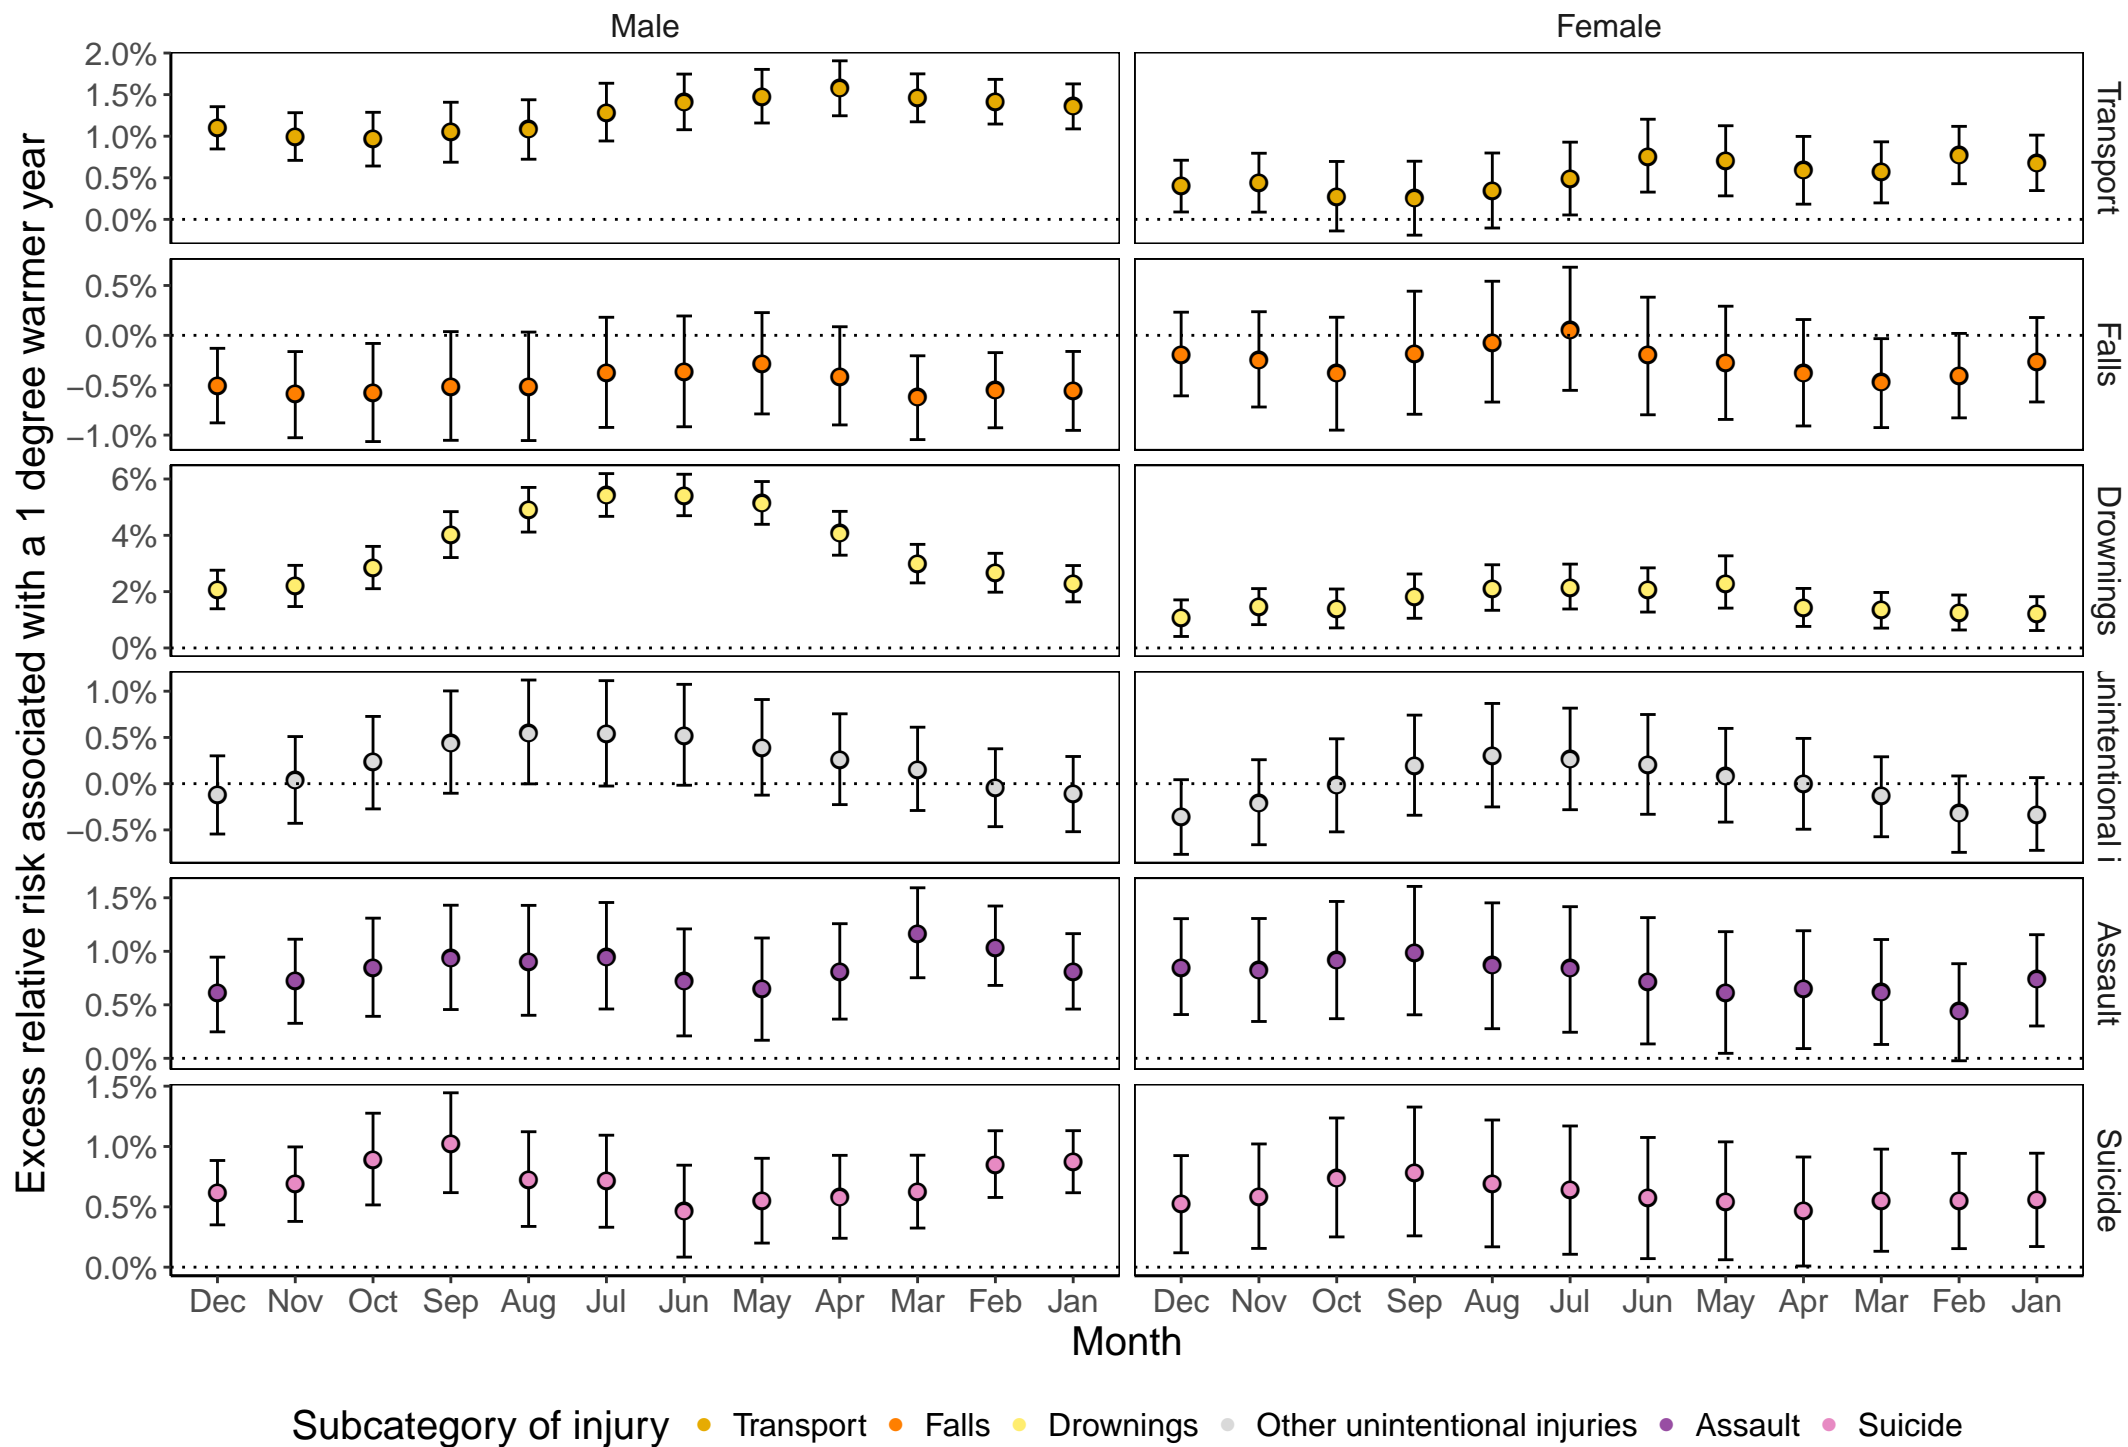 Male Female
Excess relative risk associated with a 1 degree warmer year
2.0%
1.5%
1.0%
0.5%
0.0%
Transport
0.5%
0.0%
−0.5%
−1.0%
Falls
6%
4%
2%
0%
Drownings
1.0%
0.5%
0.0%
−0.5%
unintentional i
1.5%
1.0%
0.5%
0.0%
Assault
1.5%
1.0%
0.5%
0.0%
Suicide
Dec Nov Oct Sep Aug Jul Jun May Apr Mar Feb Jan Dec Nov Oct Sep Aug Jul Jun May Apr Mar Feb Jan
Month
Subcategory of injury Transport Falls Drownings Other unintentional injuries Assault Suicide